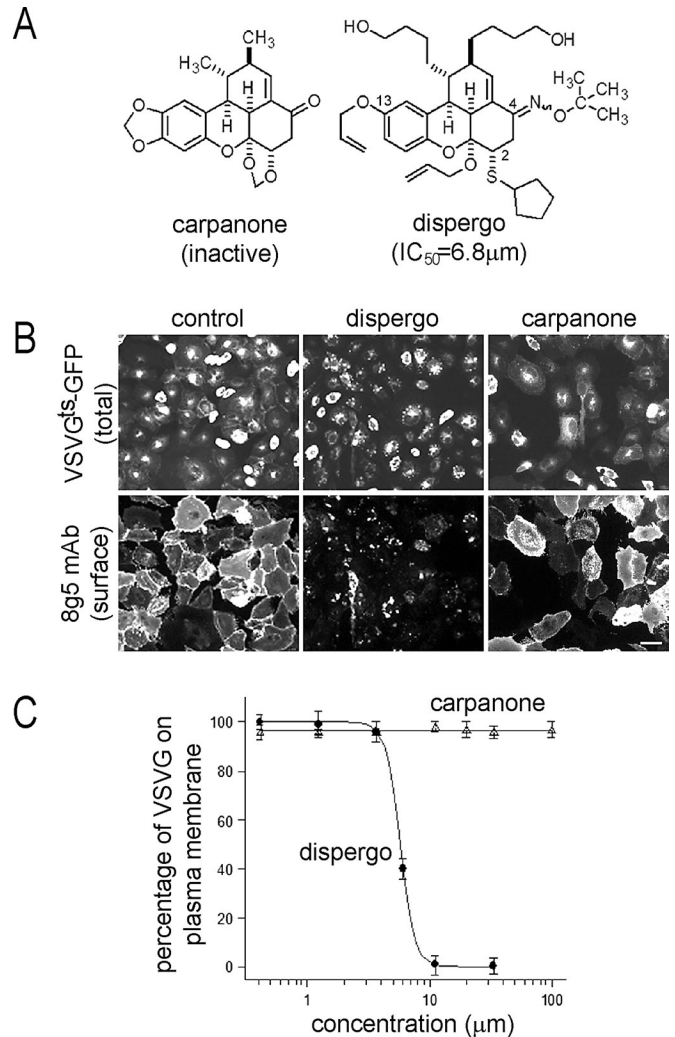 A
H₃C
CH₃
H
H
O
O
O
O
O
O
carpanone
(inactive)
HO
OH
13
O
H
H
4
N
O
CH₃
H₃C
CH₃
O
O
2
S
dispergo
(IC₅₀=6.8µm)
B
control
dispergo
carpanone
VSVGᵗˢ-GFP
(total)
8g5 mAb
(surface)
C
percentage of VSVG on
plasma membrane
100
80
60
40
20
0
carpanone
dispergo
1
10
100
concentration (µm)